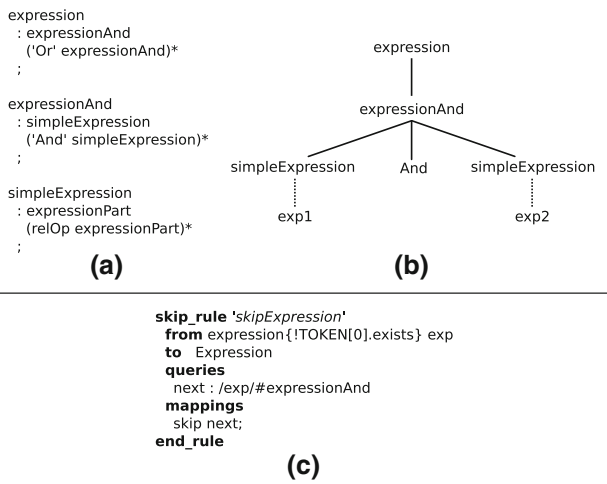 expression
: expressionAnd
('Or' expressionAnd)*
;
expressionAnd
: simpleExpression
('And' simpleExpression)*
;
simpleExpression
: expressionPart
(relOp expressionPart)*
;
(a)
expression
expressionAnd
simpleExpression And simpleExpression
exp1 exp2
(b)
skip_rule 'skipExpression'
from expression{!TOKEN[0].exists} exp
to Expression
queries
next : /exp/#expressionAnd
mappings
skip next;
end_rule
(c)